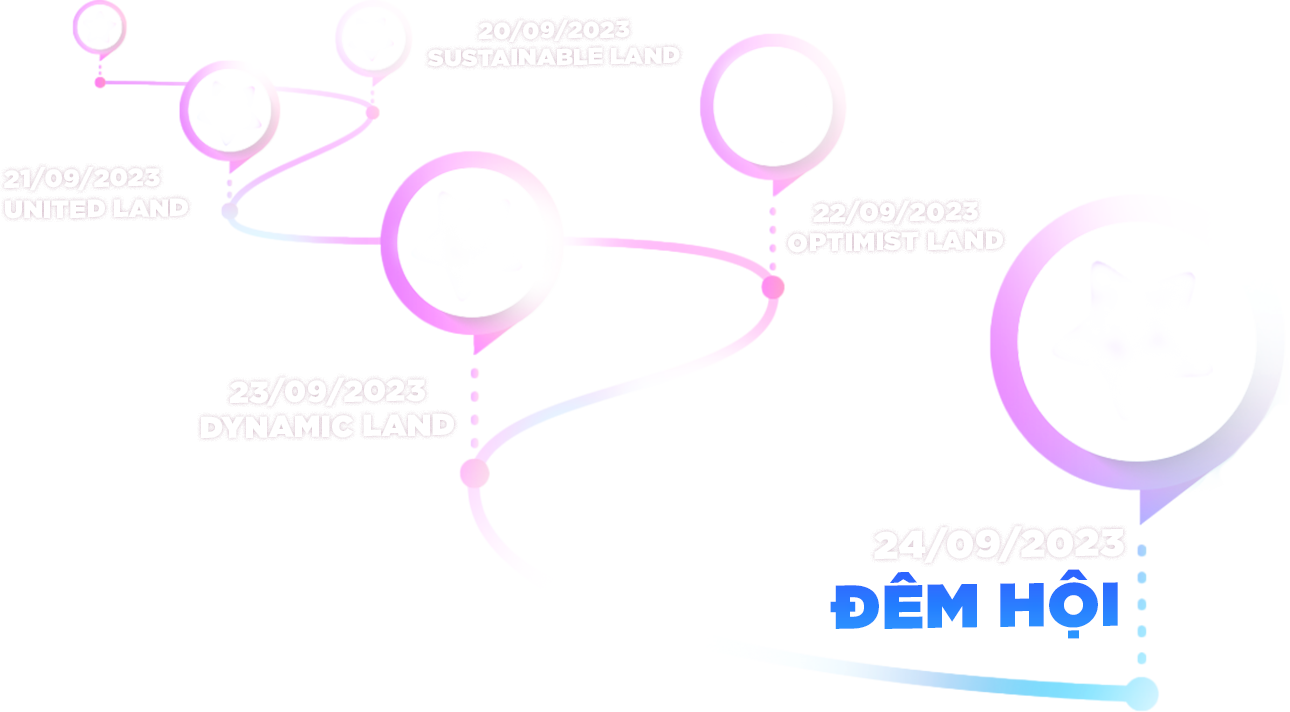 20/09/2023
SUSTAINABLE LAND
21/09/2023
UNITED LAND
22/09/2023
OPTIMIST LAND
23/09/2023
DYNAMIC LAND
24/09/2023
ĐÊM HỘI